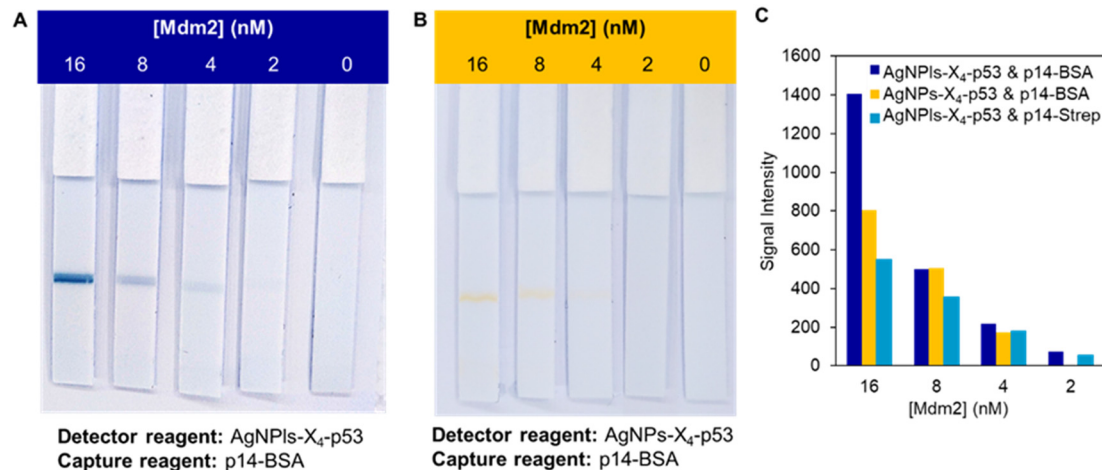 A
[Mdm2] (nM)
16 8 4 2 0
Detector reagent: AgNPls-X₄-p53
Capture reagent: p14-BSA
B
[Mdm2] (nM)
16 8 4 2 0
Detector reagent: AgNPs-X₄-p53
Capture reagent: p14-BSA
C
1600
1400
1200
1000
800
600
400
200
0
Signal Intensity
AgNPls-X₄-p53 & p14-BSA
AgNPs-X₄-p53 & p14-BSA
AgNPls-X₄-p53 & p14-Strep
16 8 4 2
[Mdm2] (nM)